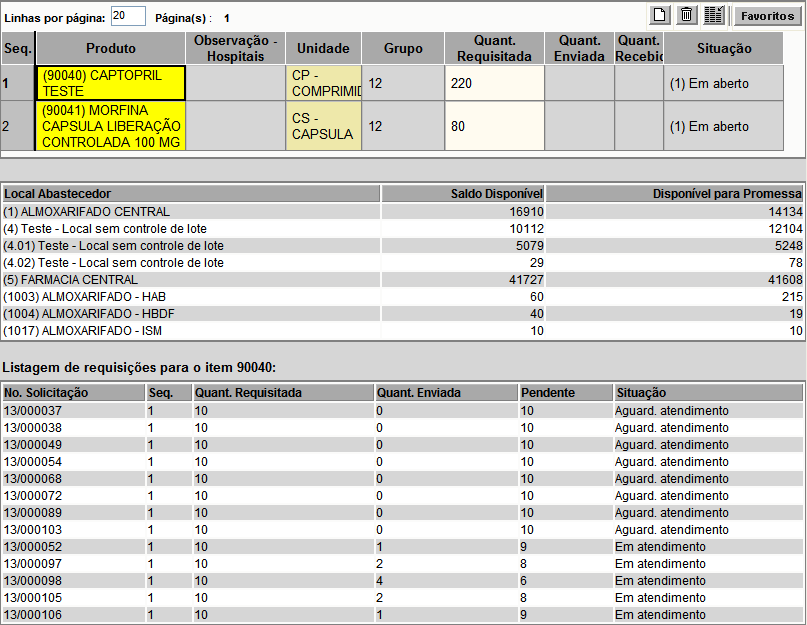 Linhas por página: 20 Página(s) : 1 Favoritos
Seq. Produto Observação - Hospitais Unidade Grupo Quant. Requisitada Quant. Enviada Quant. Recebid Situação
1 (90040) CAPTOPRIL TESTE CP - COMPRIMID 12 220 (1) Em aberto
2 (90041) MORFINA CAPSULA LIBERAÇÃO CONTROLADA 100 MG CS - CAPSULA 12 80 (1) Em aberto
Local Abastecedor Saldo Disponível Disponível para Promessa
(1) ALMOXARIFADO CENTRAL 16910 14134
(4) Teste - Local sem controle de lote 10112 12104
(4.01) Teste - Local sem controle de lote 5079 5248
(4.02) Teste - Local sem controle de lote 29 78
(5) FARMACIA CENTRAL 41727 41608
(1003) ALMOXARIFADO - HAB 60 215
(1004) ALMOXARIFADO - HBDF 40 19
(1017) ALMOXARIFADO - ISM 10 10
Listagem de requisições para o item 90040:
No. Solicitação Seq. Quant. Requisitada Quant. Enviada Pendente Situação
13/000037 1 10 0 10 Aguard. atendimento
13/000038 1 10 0 10 Aguard. atendimento
13/000049 1 10 0 10 Aguard. atendimento
13/000054 1 10 0 10 Aguard. atendimento
13/000068 1 10 0 10 Aguard. atendimento
13/000072 1 10 0 10 Aguard. atendimento
13/000089 1 10 0 10 Aguard. atendimento
13/000103 1 10 0 10 Aguard. atendimento
13/000052 1 10 1 9 Em atendimento
13/000097 1 10 2 8 Em atendimento
13/000098 1 10 4 6 Em atendimento
13/000105 1 10 2 8 Em atendimento
13/000106 1 10 1 9 Em atendimento